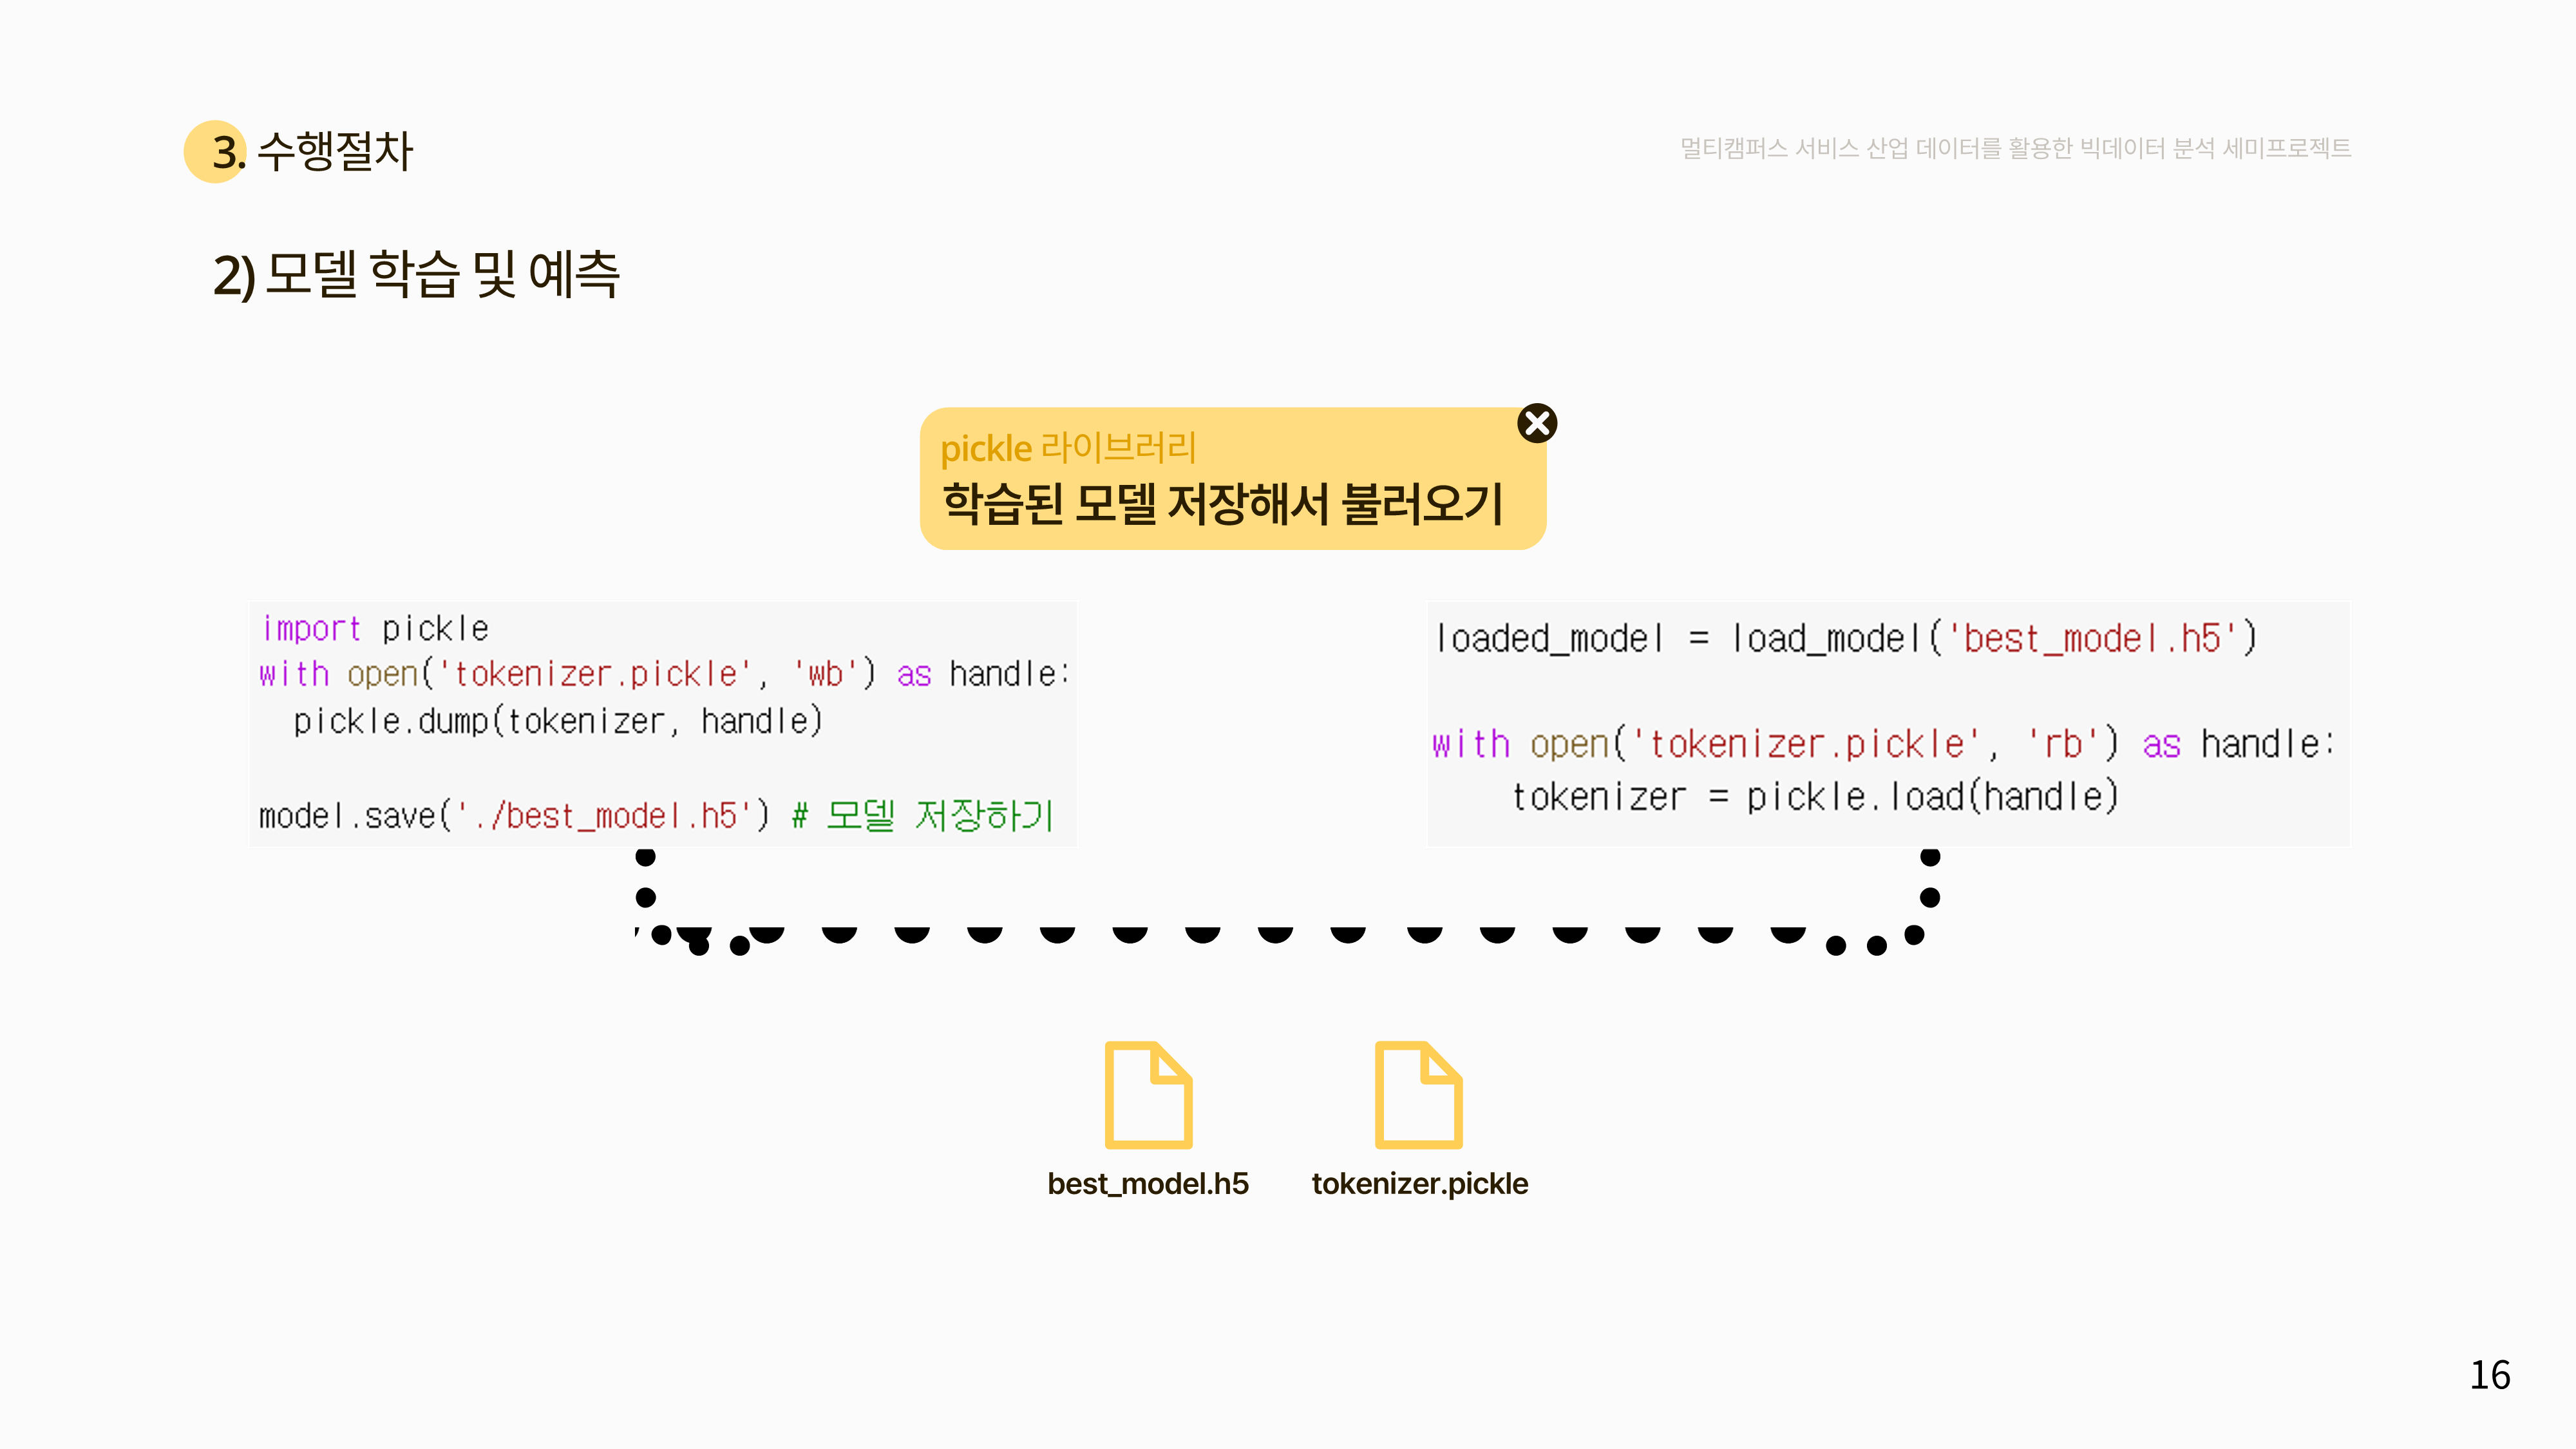 3. 수행절차
멀티캠퍼스 서비스 산업 데이터를 활용한 빅데이터 분석 세미프로젝트
2) 모델 학습 및 예측
pickle 라이브러리
학습된 모델 저장해서 불러오기
import pickle
with open('tokenizer.pickle', 'wb') as handle:
  pickle.dump(tokenizer, handle)
model.save('./best_model.h5') # 모델 저장하기
loaded_model = load_model('best_model.h5')
with open('tokenizer.pickle', 'rb') as handle:
    tokenizer = pickle.load(handle)
best_model.h5
tokenizer.pickle
16